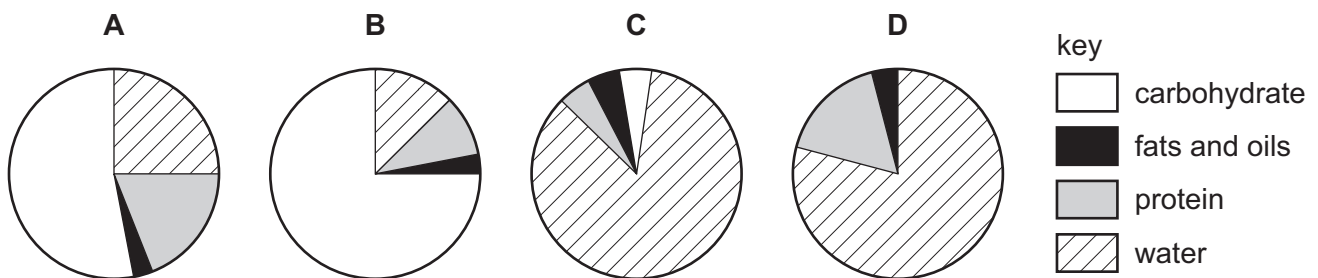 A
B
C
D
key
carbohydrate
fats and oils
protein
water